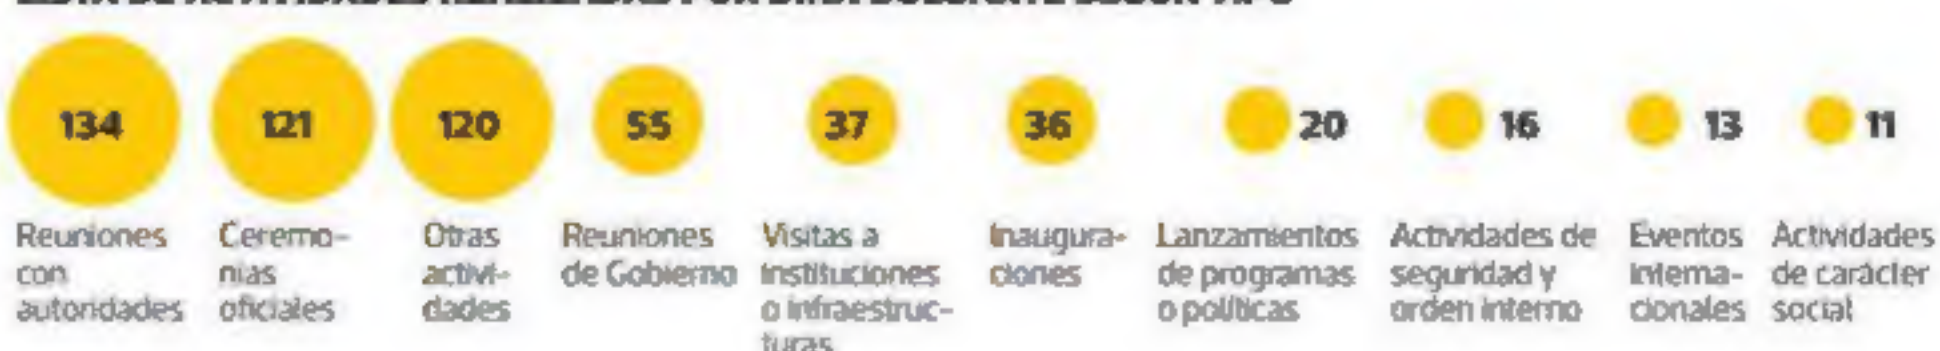 134
121
120
55
37
36
20
16
13
11
Reuniones
con
autoridades
Ceremo-
nias
oficiales
Otras
activi-
dades
Reuniones
de Gobierno
Visitas a
instituciones
o infraestruc-
turas
Inaugura-
ciones
Lanzamientos
de programas
o políticas
Actividades de
seguridad y
orden interno
Eventos
interna-
cionales
Actividades
de carácter
social